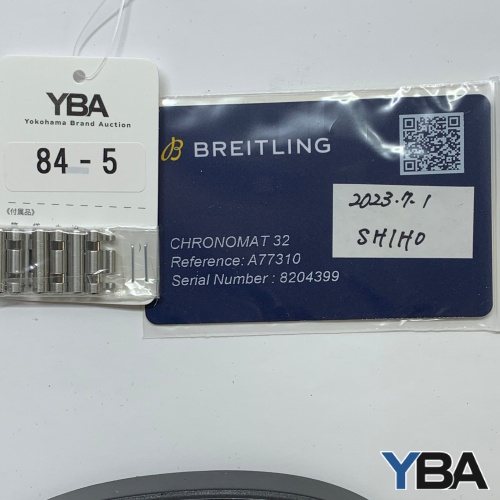 YBA
Yokohama Brand Auction
84-5
《付属品》
B BREITLING
2023.7.1
SHIHO
CHRONOMAT 32
Reference: A77310
Serial Number : 8204399
YBA